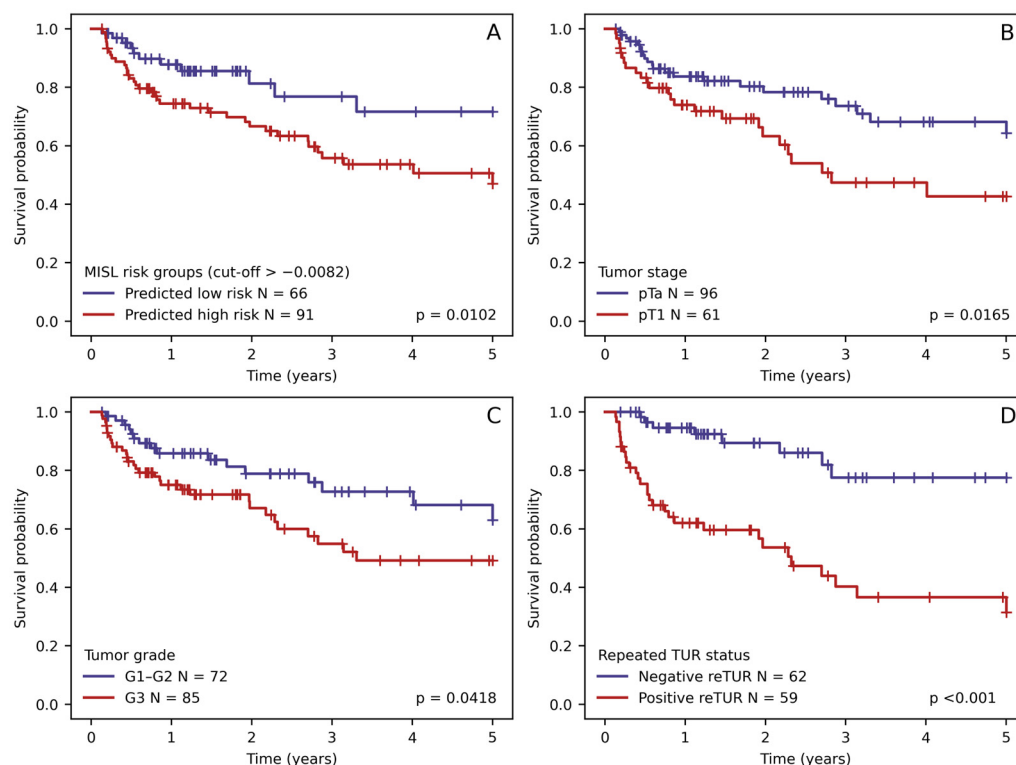 A
1.0
0.8
0.6
0.4
0.2
0.0
Survival probability
MISL risk groups (cut-off > −0.0082)
Predicted low risk N = 66
Predicted high risk N = 91
p = 0.0102
0 1 2 3 4 5
Time (years)
B
1.0
0.8
0.6
0.4
0.2
0.0
Survival probability
Tumor stage
pTa N = 96
pT1 N = 61
p = 0.0165
0 1 2 3 4 5
Time (years)
C
1.0
0.8
0.6
0.4
0.2
0.0
Survival probability
Tumor grade
G1–G2 N = 72
G3 N = 85
p = 0.0418
0 1 2 3 4 5
Time (years)
D
1.0
0.8
0.6
0.4
0.2
0.0
Survival probability
Repeated TUR status
Negative reTUR N = 62
Positive reTUR N = 59
p <0.001
0 1 2 3 4 5
Time (years)